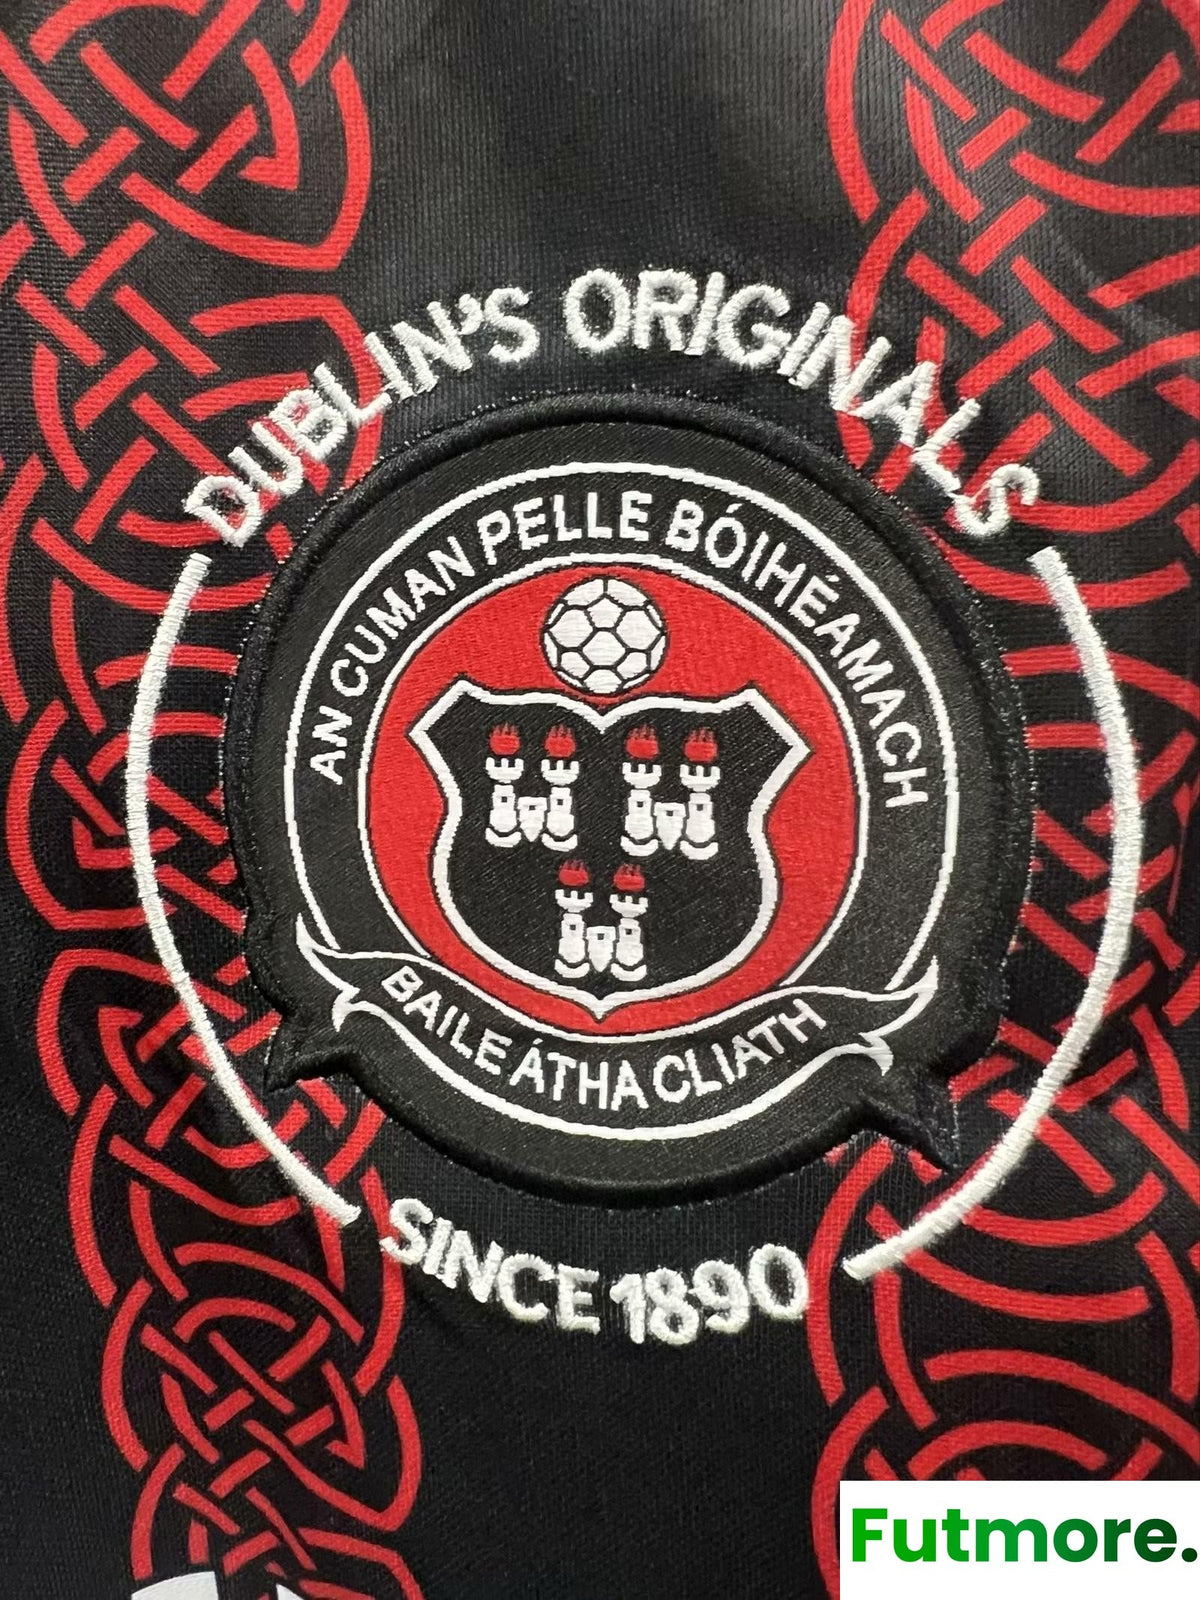 DUBLIN'S ORIGINALS
AN CUMAN PELLE BÓIHÉAMACH
BAILE ÁTHA CLIATH
SINCE 1890
Futmore.